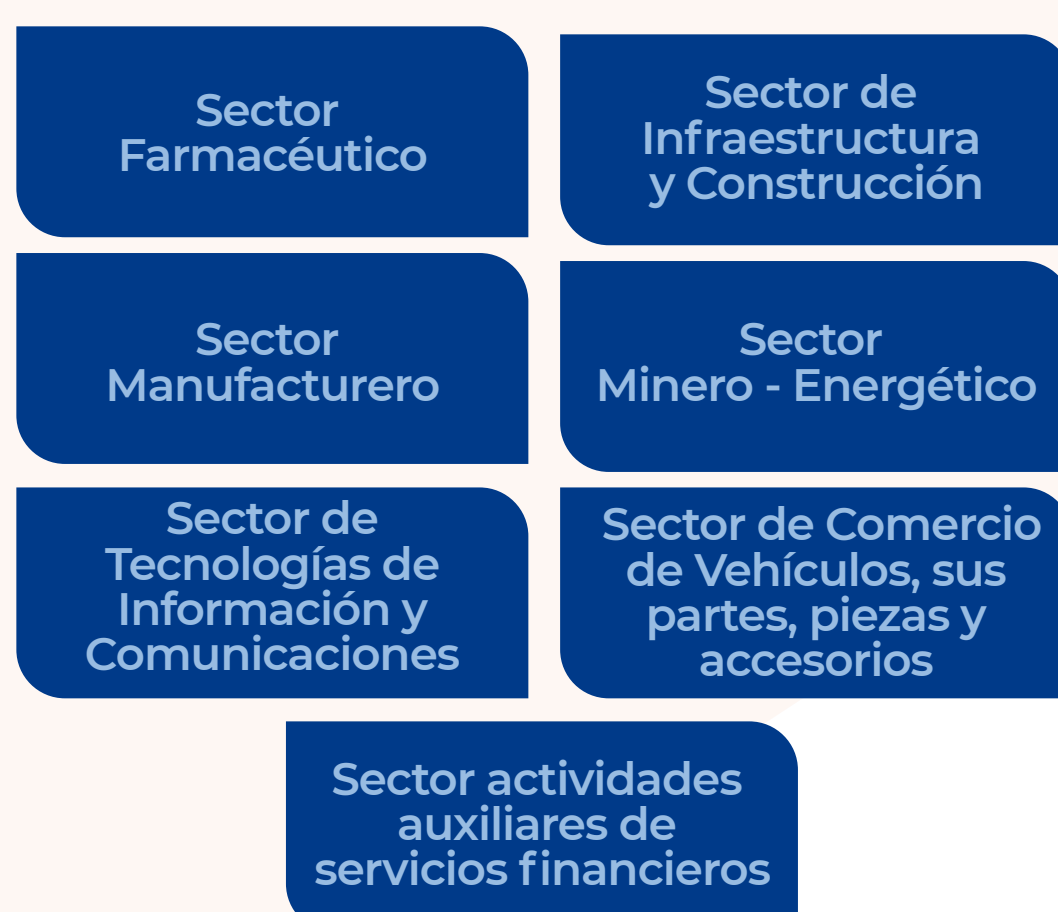 Sector
Farmacéutico
Sector de
Infraestructura
y Construcción
Sector
Manufacturero
Sector
Minero - Energético
Sector de
Tecnologías de
Información y
Comunicaciones
Sector de Comercio
de Vehículos, sus
partes, piezas y
accesorios
Sector actividades
auxiliares de
servicios financieros